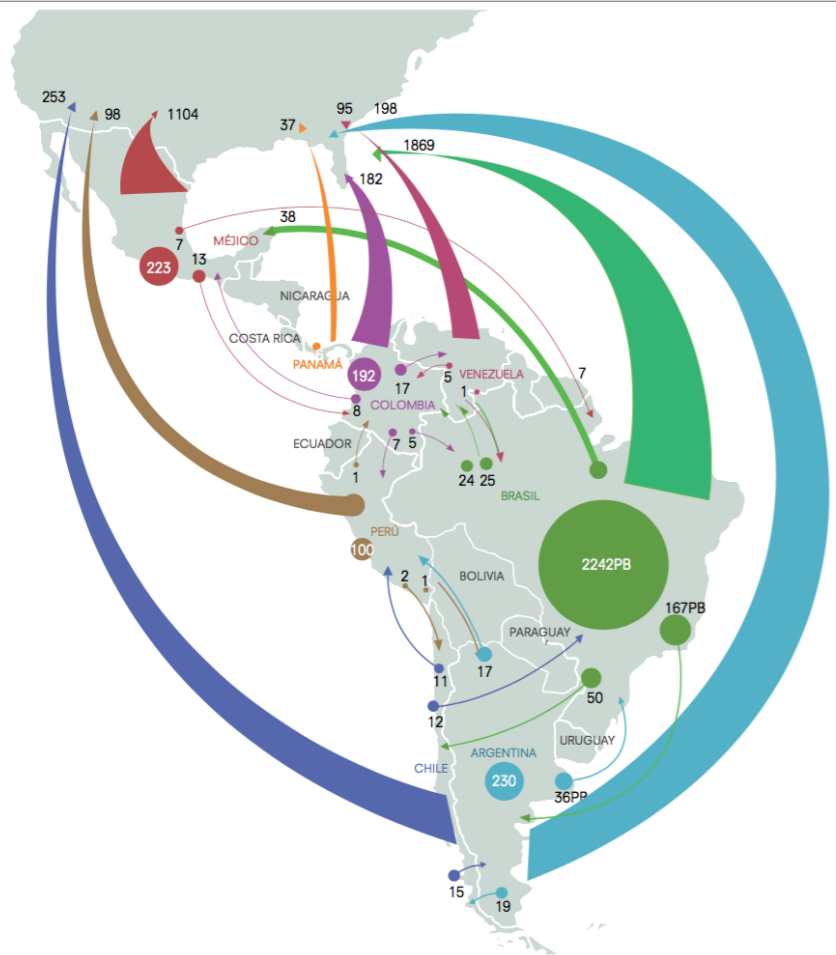 253
98
1104
37
95
198
1869
182
38
7
MÉJICO
13
223
NICARAGUA
COSTA RICA
PANAMÁ
192
17
5
VENEZUELA
1
7
8
COLOMBIA
ECUADOR
7
5
1
24
25
BRASIL
PERÚ
100
2242PB
2
1
BOLIVIA
167PB
PARAGUAY
11
17
50
12
URUGUAY
ARGENTINA
CHILE
230
36PB
15
19